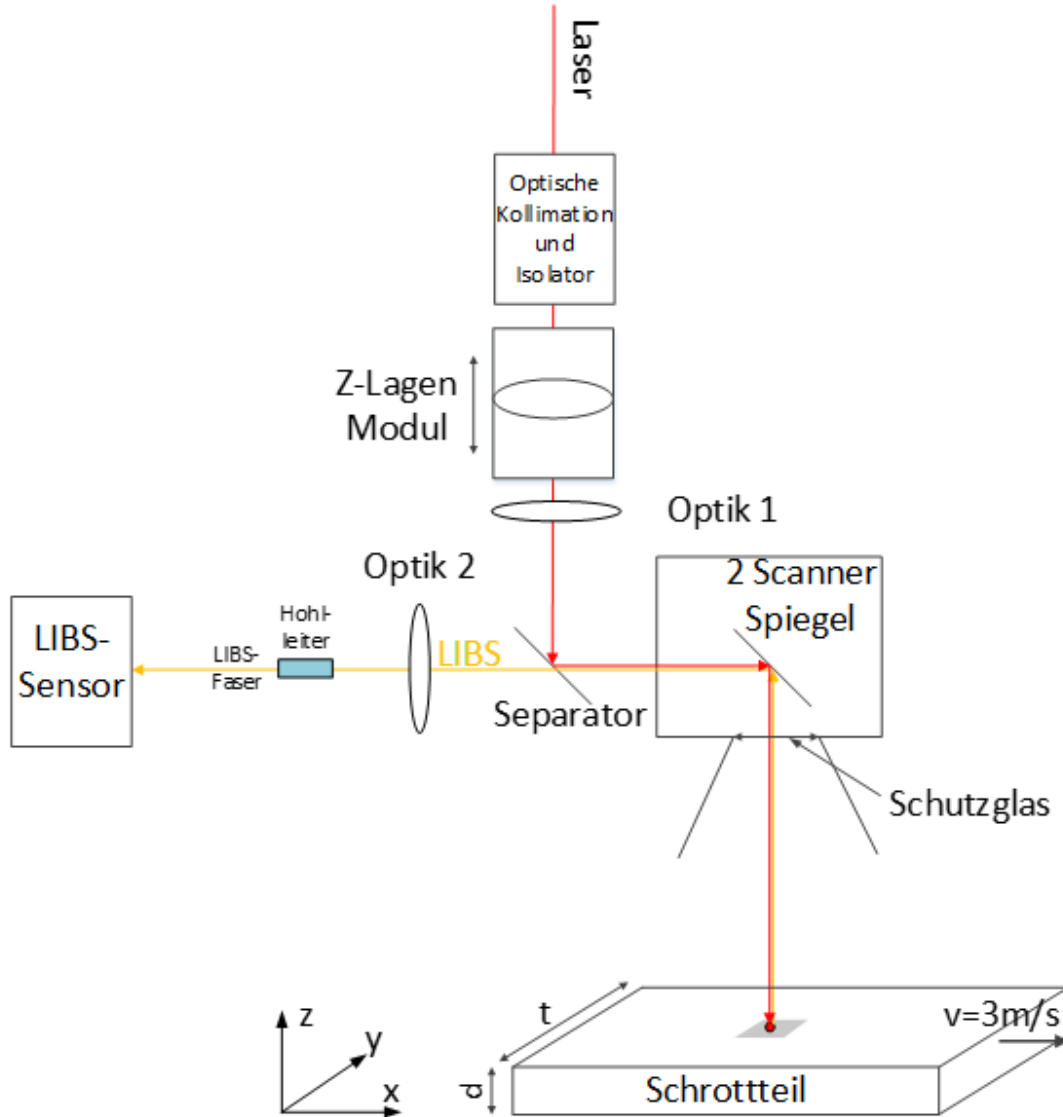 Laser
Optische
Kollimation
und
Isolator
Z-Lagen
Modul
Optik 1
2 Scanner
Spiegel
Optik 2
Hohl-
leiter
LIBS
LIBS-
Sensor
LIBS-
Faser
Separator
Schutzglas
t
v=3m/s
z
y
x
d
Schrottteil